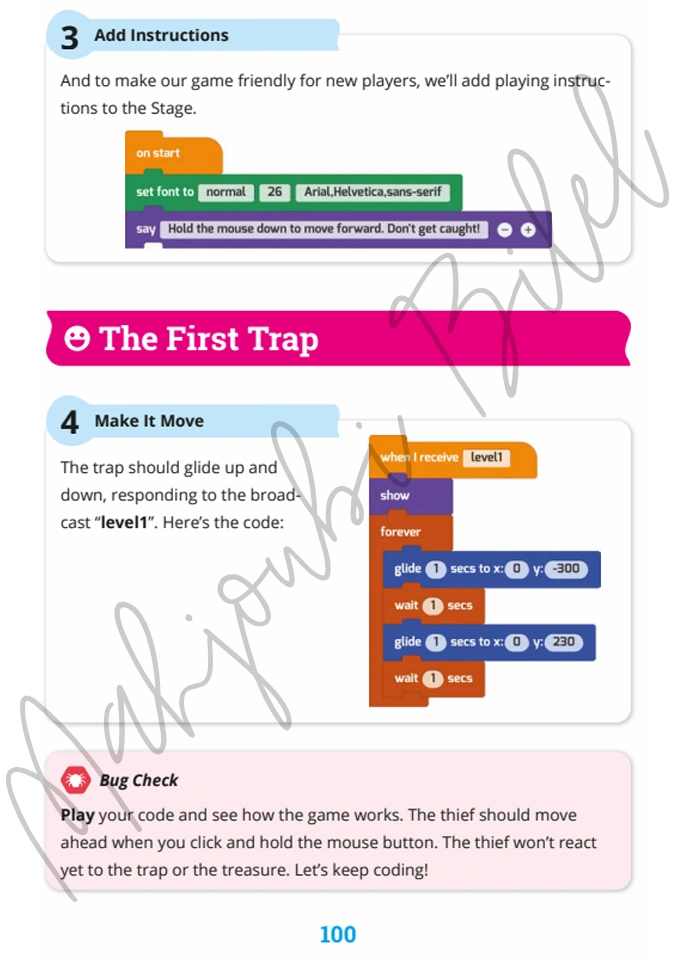 3 Add Instructions
And to make our game friendly for new players, we'll add playing instruc-
tions to the Stage.
on start
set font to normal 26 Arial,Helvetica,sans-serif
say Hold the mouse down to move forward. Don't get caught! − +
The First Trap
4 Make It Move
The trap should glide up and
down, responding to the broad-
cast “level1”. Here's the code:
when I receive level1
show
forever
glide 1 secs to x: 0 y: -300
wait 1 secs
glide 1 secs to x: 0 y: 230
wait 1 secs
Bug Check
Play your code and see how the game works. The thief should move
ahead when you click and hold the mouse button. The thief won't react
yet to the trap or the treasure. Let's keep coding!
100
Mahjoubi Bilel